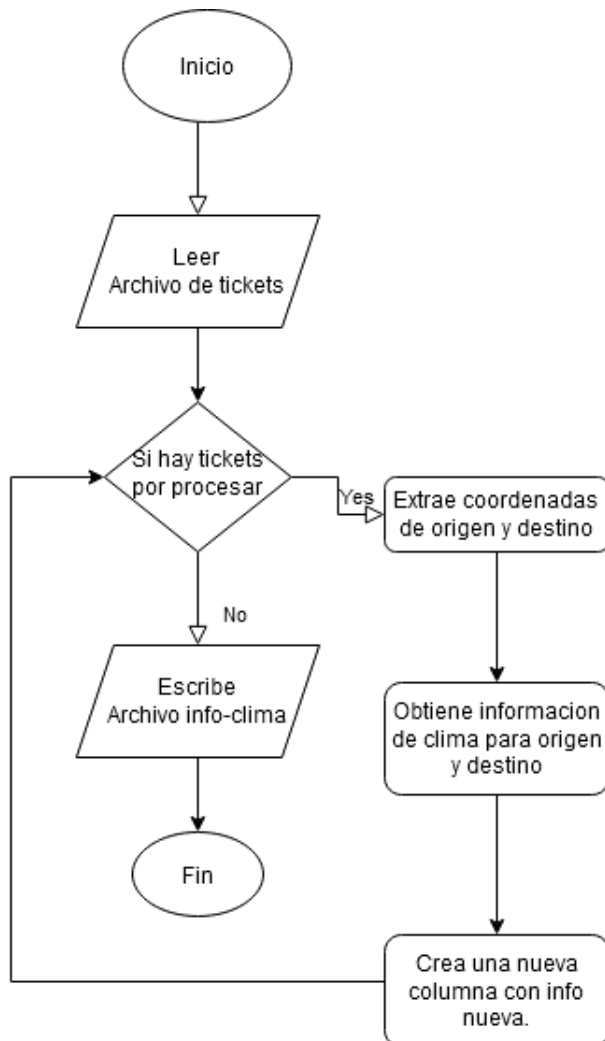 Inicio
Leer
Archivo de tickets
Si hay tickets
por procesar
Yes
Extrae coordenadas
de origen y destino
No
Escribe
Archivo info-clima
Obtiene informacion
de clima para origen
y destino
Fin
Crea una nueva
columna con info
nueva.